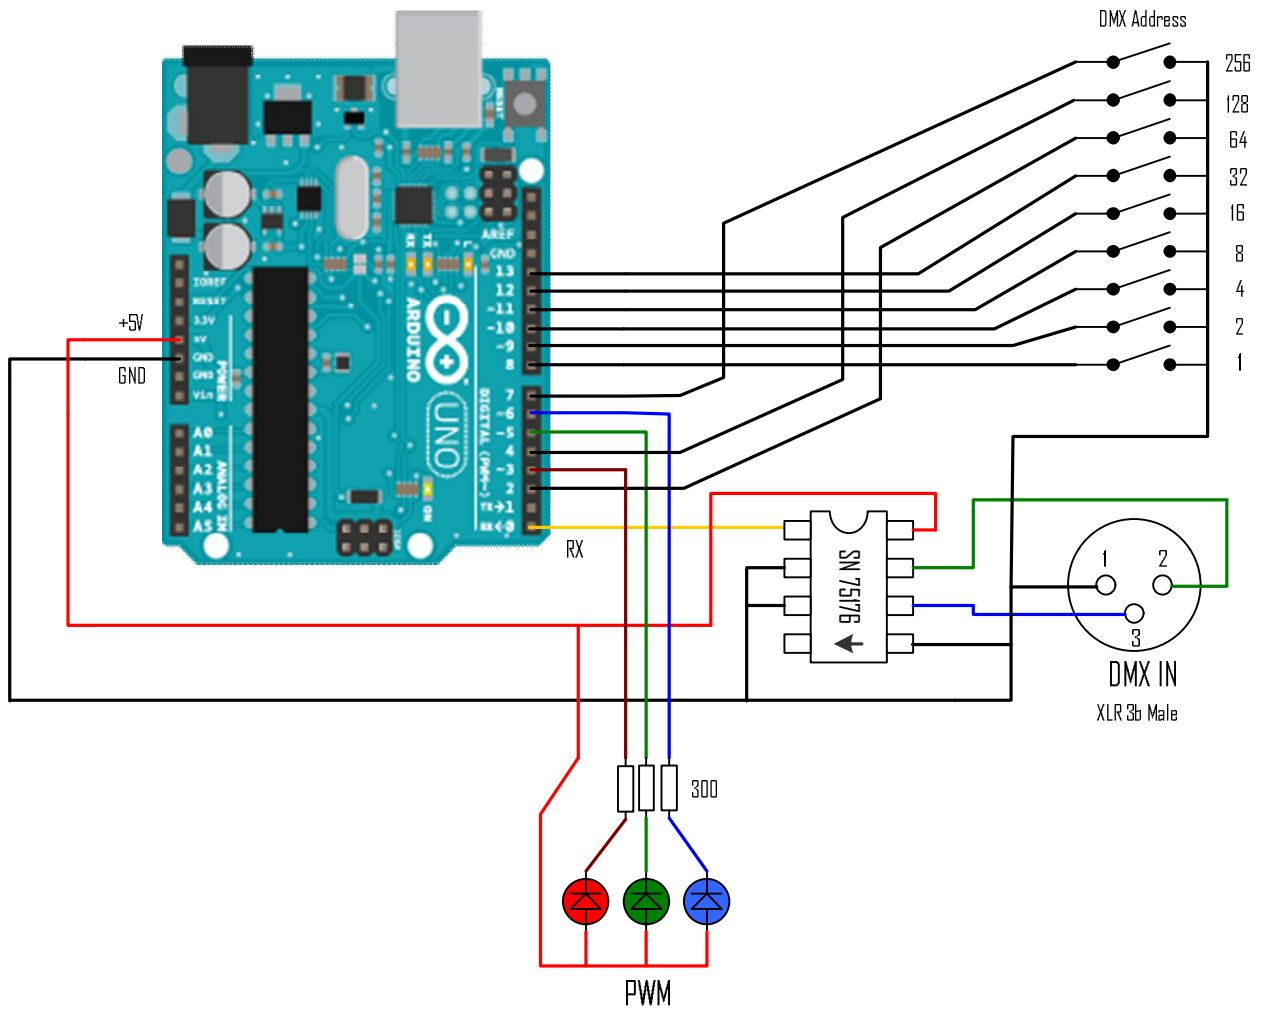 DMX Address
256
128
64
32
16
8
4
2
1
RESET
AREF
GND
13
12
~11
~10
~9
8
7
~6
~5
4
~3
2
TX→1
RX←0
DIGITAL (PWM~)
RX
TX
L
ARDUINO
UNO
ON
ICSP
IOREF
RESET
3.3V
5V
GND
GND
Vin
POWER
A0
A1
A2
A3
A4
A5
ANALOG IN
+5V
GND
RX
SN 75176
1
2
3
DMX IN
XLR 3b Male
300
PWM